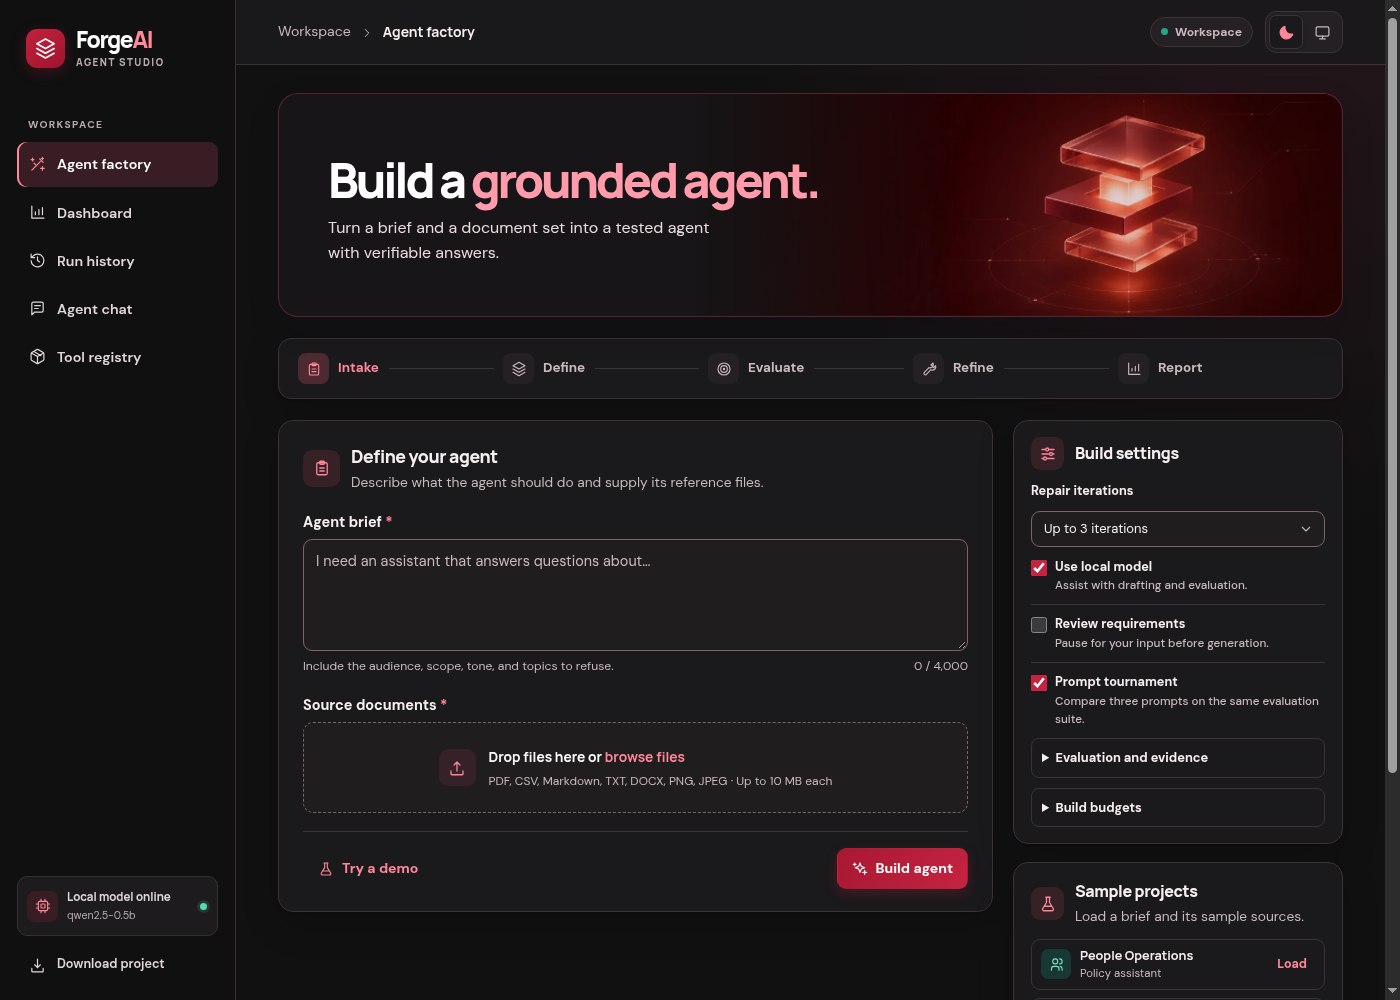 ForgeAI
AGENT STUDIO
WORKSPACE
Agent factory
Dashboard
Run history
Agent chat
Tool registry
Local model online
qwen2.5-0.5b
Download project
Workspace > Agent factory
Workspace
Build a grounded agent.
Turn a brief and a document set into a tested agent
with verifiable answers.
Intake
Define
Evaluate
Refine
Report
Define your agent
Describe what the agent should do and supply its reference files.
Agent brief *
I need an assistant that answers questions about…
Include the audience, scope, tone, and topics to refuse.
0 / 4,000
Source documents *
Drop files here or browse files
PDF, CSV, Markdown, TXT, DOCX, PNG, JPEG · Up to 10 MB each
Try a demo
Build agent
Build settings
Repair iterations
Up to 3 iterations
Use local model
Assist with drafting and evaluation.
Review requirements
Pause for your input before generation.
Prompt tournament
Compare three prompts on the same evaluation
suite.
Evaluation and evidence
Build budgets
Sample projects
Load a brief and its sample sources.
People Operations
Policy assistant
Load